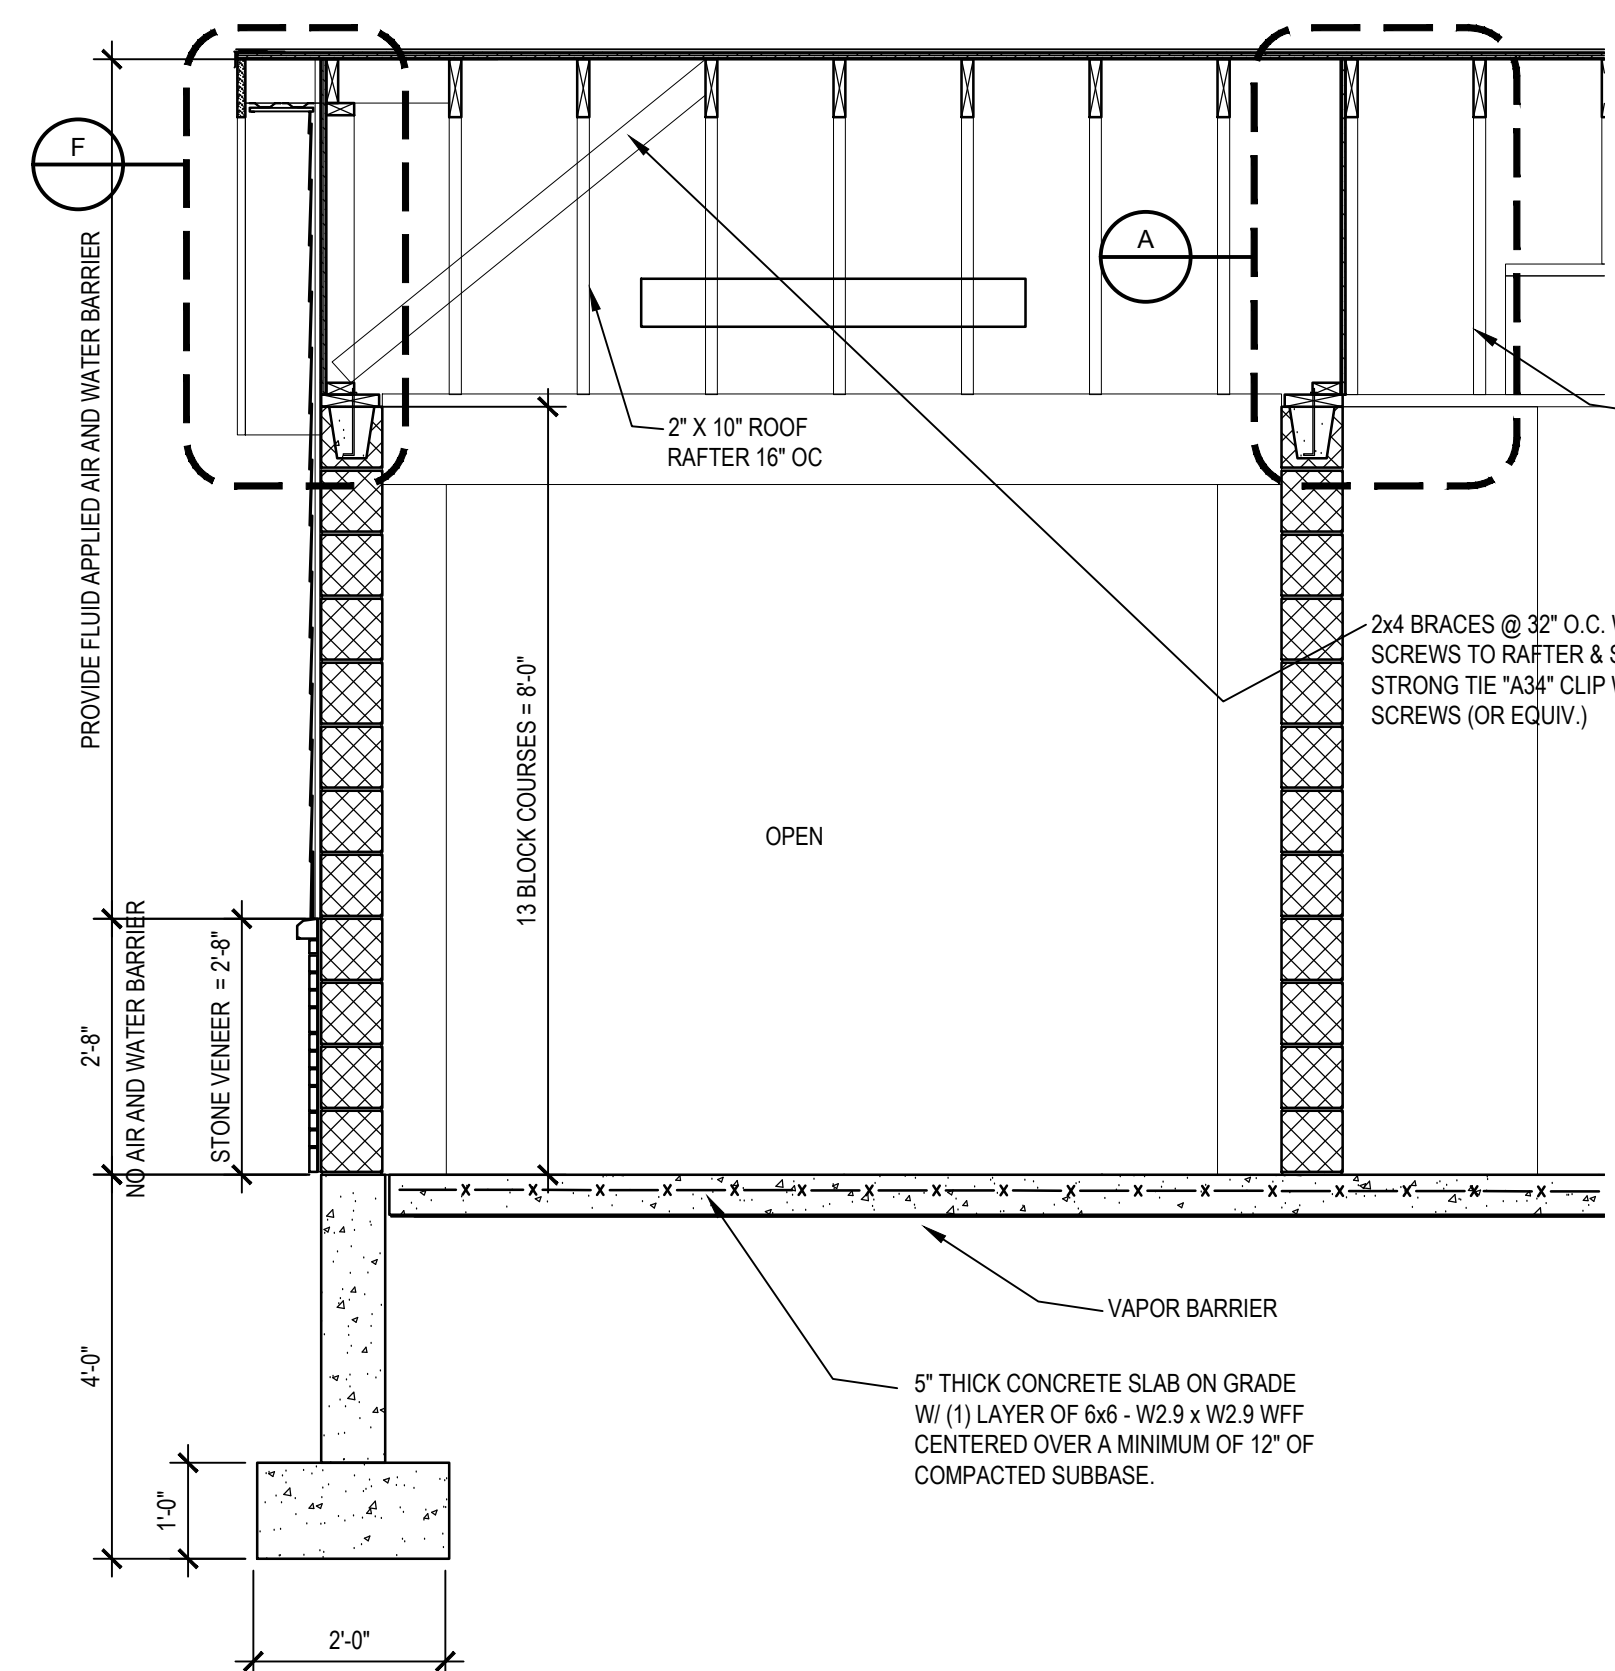 F
A
PROVIDE FLUID APPLIED AIR AND WATER BARRIER
2" X 10" ROOF
RAFTER 16" OC
2x4 BRACES @ 32" O.C.
SCREWS TO RAFTER &
STRONG TIE "A34" CLIP
SCREWS (OR EQUIV.)
13 BLOCK COURSES = 8'-0"
OPEN
2'-8"
NO AIR AND WATER BARRIER
STONE VENEER = 2'-8"
VAPOR BARRIER
5" THICK CONCRETE SLAB ON GRADE
W/ (1) LAYER OF 6x6 - W2.9 x W2.9 WFF
CENTERED OVER A MINIMUM OF 12" OF
COMPACTED SUBBASE.
4'-0"
1'-0"
2'-0"